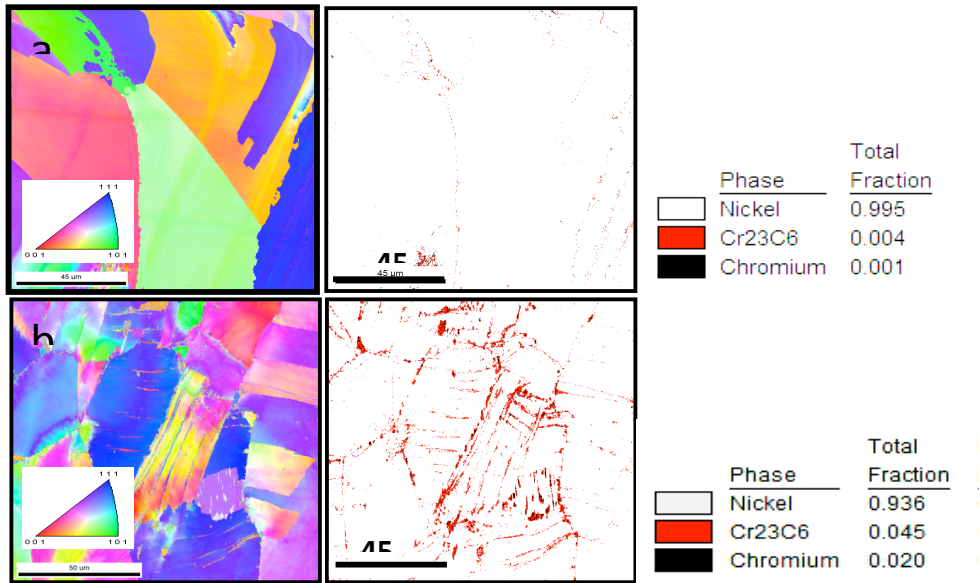 a
1 1 1
0 0 1
1 0 1
45 um
45
45 um
Total
Phase Fraction
Nickel 0.995
Cr23C6 0.004
Chromium 0.001
b
1 1 1
0 0 1
1 0 1
50 um
45
Total
Phase Fraction
Nickel 0.936
Cr23C6 0.045
Chromium 0.020